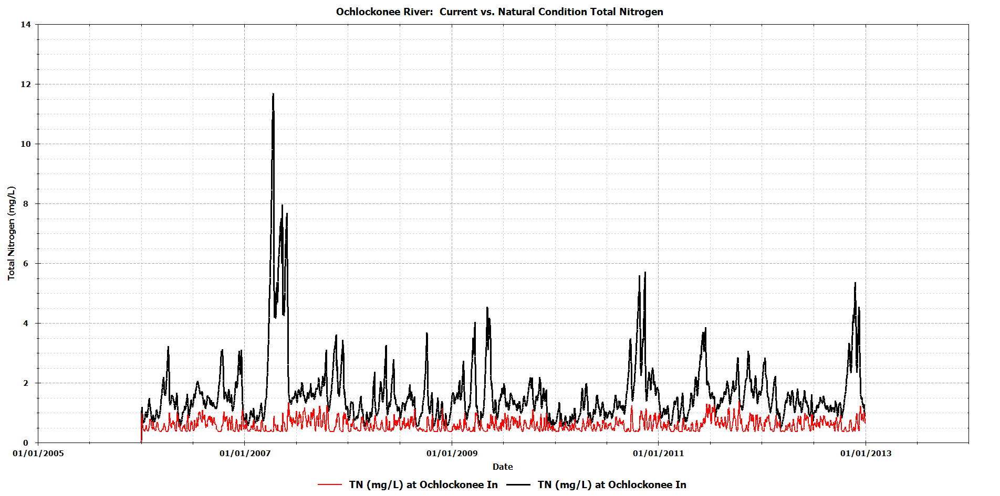 Ochlockonee River:  Current vs. Natural Condition Total Nitrogen
14
12
10
8
6
4
2
0
Total Nitrogen (mg/L)
01/01/2005 01/01/2007 01/01/2009 01/01/2011 01/01/2013
Date
TN (mg/L) at Ochlockonee In TN (mg/L) at Ochlockonee In